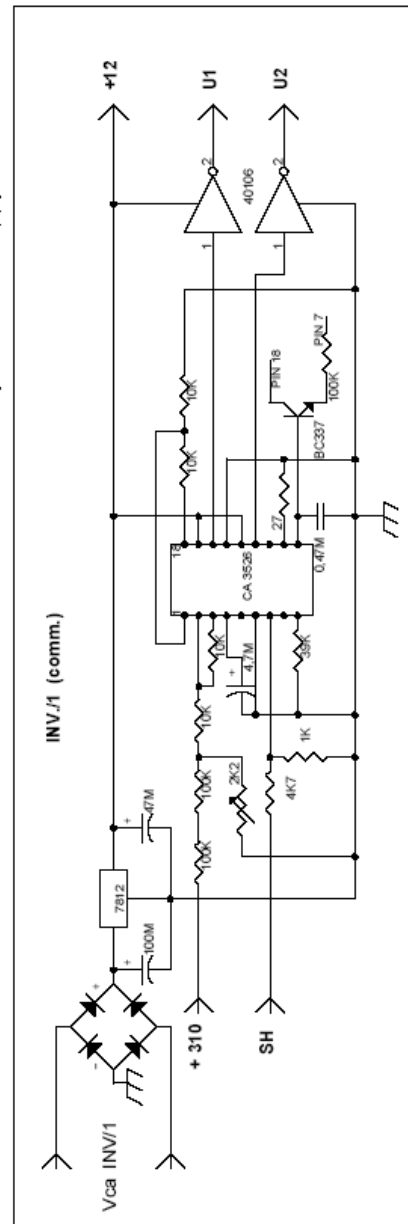 INV./1 (comm.)
+12
U1
U2
Vca INV/1
+
-
7812
+
100M
+
47M
+ 310
SH
100K
100K
10K
10K
2K2
4K7
1K
39K
+
4,7M
1
18
CA 3526
10K
10K
27
0,47M
BC337
PIN 18
PIN 7
100K
1
2
40106
1
2